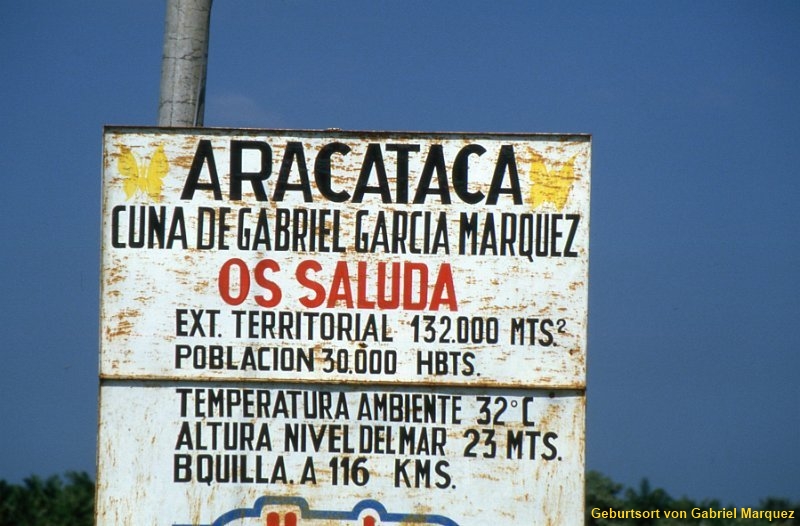 ARACATACA
CUNA DE GABRIEL GARCIA MARQUEZ
OS SALUDA
EXT. TERRITORIAL 132.000 MTS.²
POBLACION 30.000 HBTS.
TEMPERATURA AMBIENTE 32°C
ALTURA NIVEL DEL MAR 23 MTS.
BQUILLA. A 116 KMS.
Geburtsort von Gabriel Marquez